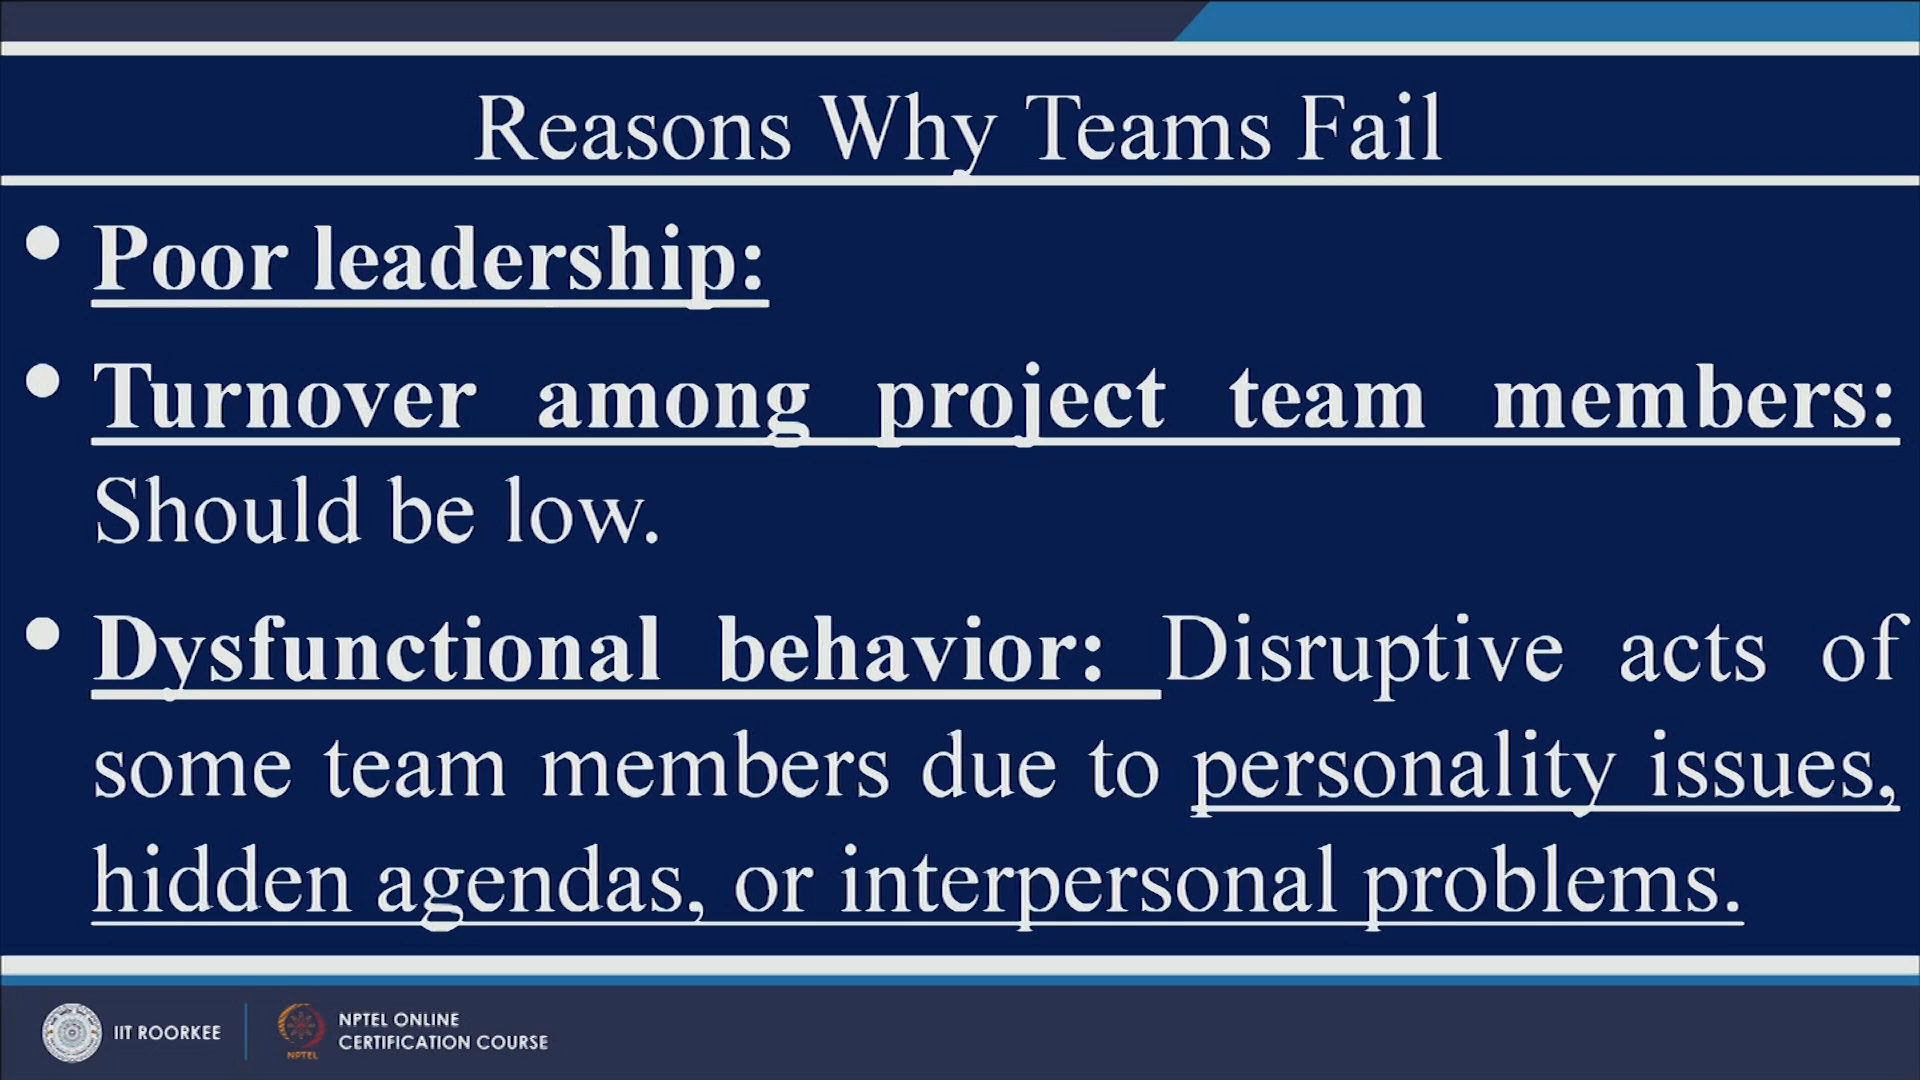 Reasons Why Teams Fail
• Poor leadership:
• Turnover among project team members:
Should be low.
• Dysfunctional behavior: Disruptive acts of
some team members due to personality issues,
hidden agendas, or interpersonal problems.
IIT ROORKEE
NPTEL
NPTEL ONLINE
CERTIFICATION COURSE